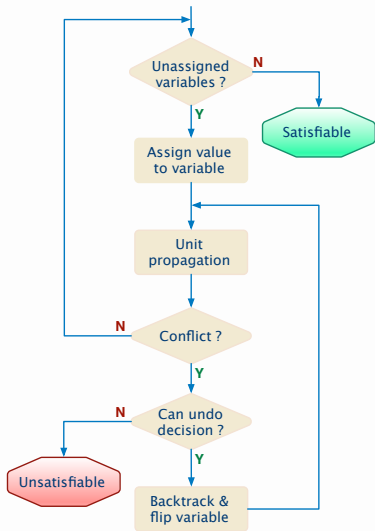 Unassigned
variables ?
N
Satisfiable
Y
Assign value
to variable
Unit
propagation
N
Conflict ?
Y
N
Can undo
decision ?
Unsatisfiable
Y
Backtrack &
flip variable